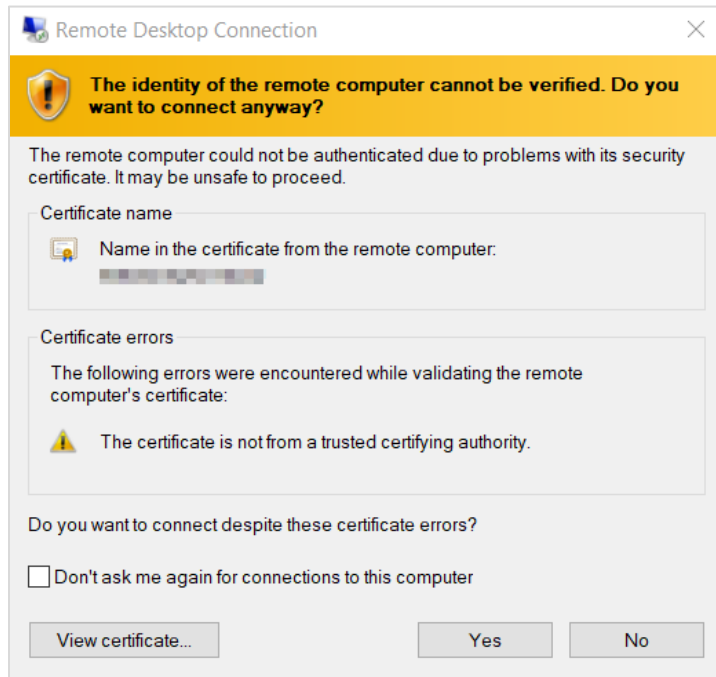 Remote Desktop Connection
The identity of the remote computer cannot be verified. Do you
want to connect anyway?
The remote computer could not be authenticated due to problems with its security
certificate. It may be unsafe to proceed.
Certificate name
Name in the certificate from the remote computer:
Certificate errors
The following errors were encountered while validating the remote
computer's certificate:
The certificate is not from a trusted certifying authority.
Do you want to connect despite these certificate errors?
Don't ask me again for connections to this computer
View certificate...
Yes
No